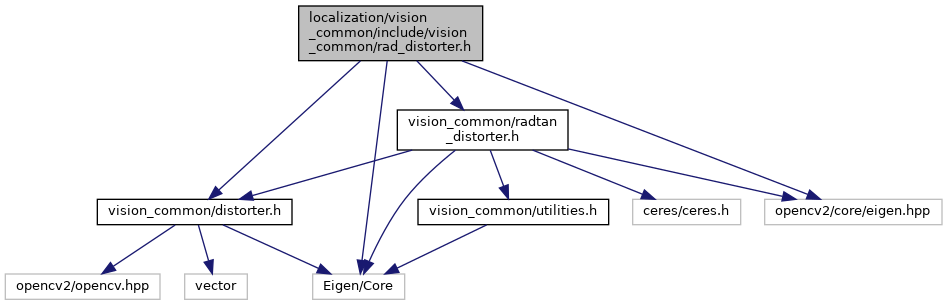 localization/vision
_common/include/vision
_common/rad_distorter.h
vision_common/radtan
_distorter.h
vision_common/distorter.h
vision_common/utilities.h
ceres/ceres.h
opencv2/core/eigen.hpp
opencv2/opencv.hpp
vector
Eigen/Core